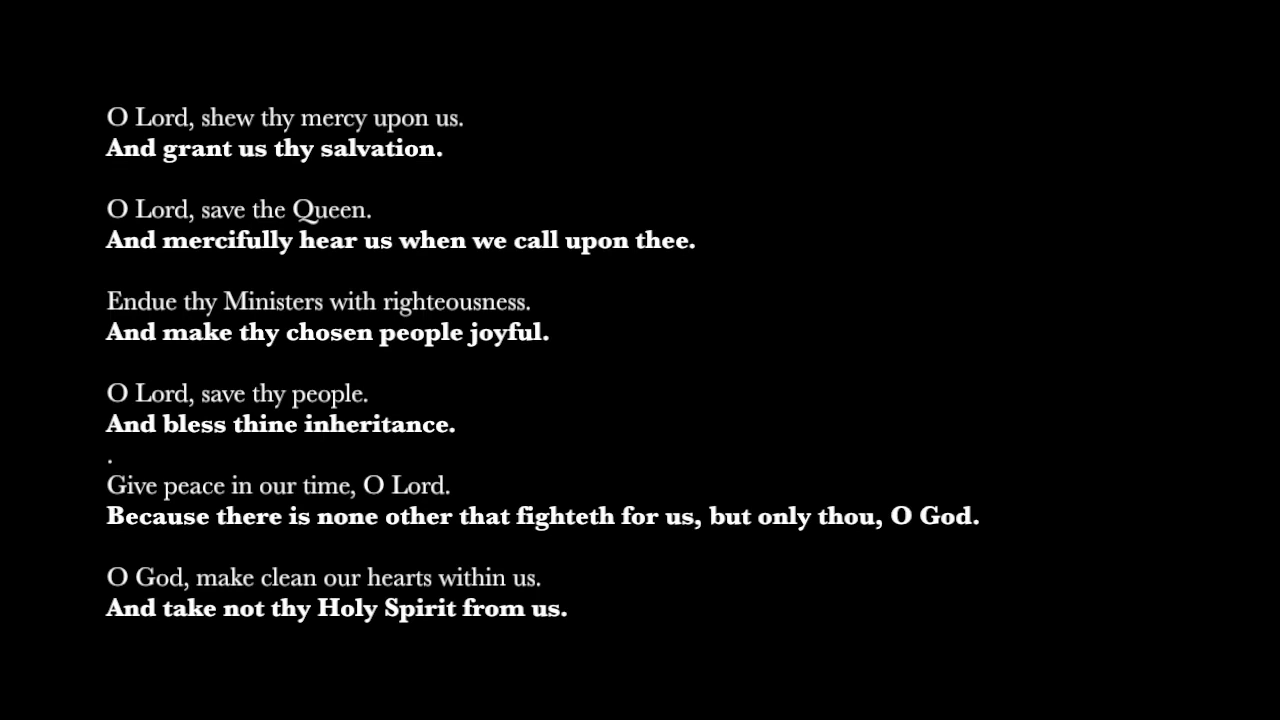 O Lord, shew thy mercy upon us.
And grant us thy salvation.
O Lord, save the Queen.
And mercifully hear us when we call upon thee.
Endue thy Ministers with righteousness.
And make thy chosen people joyful.
O Lord, save thy people.
And bless thine inheritance.
.
Give peace in our time, O Lord.
Because there is none other that fighteth for us, but only thou, O God.
O God, make clean our hearts within us.
And take not thy Holy Spirit from us.